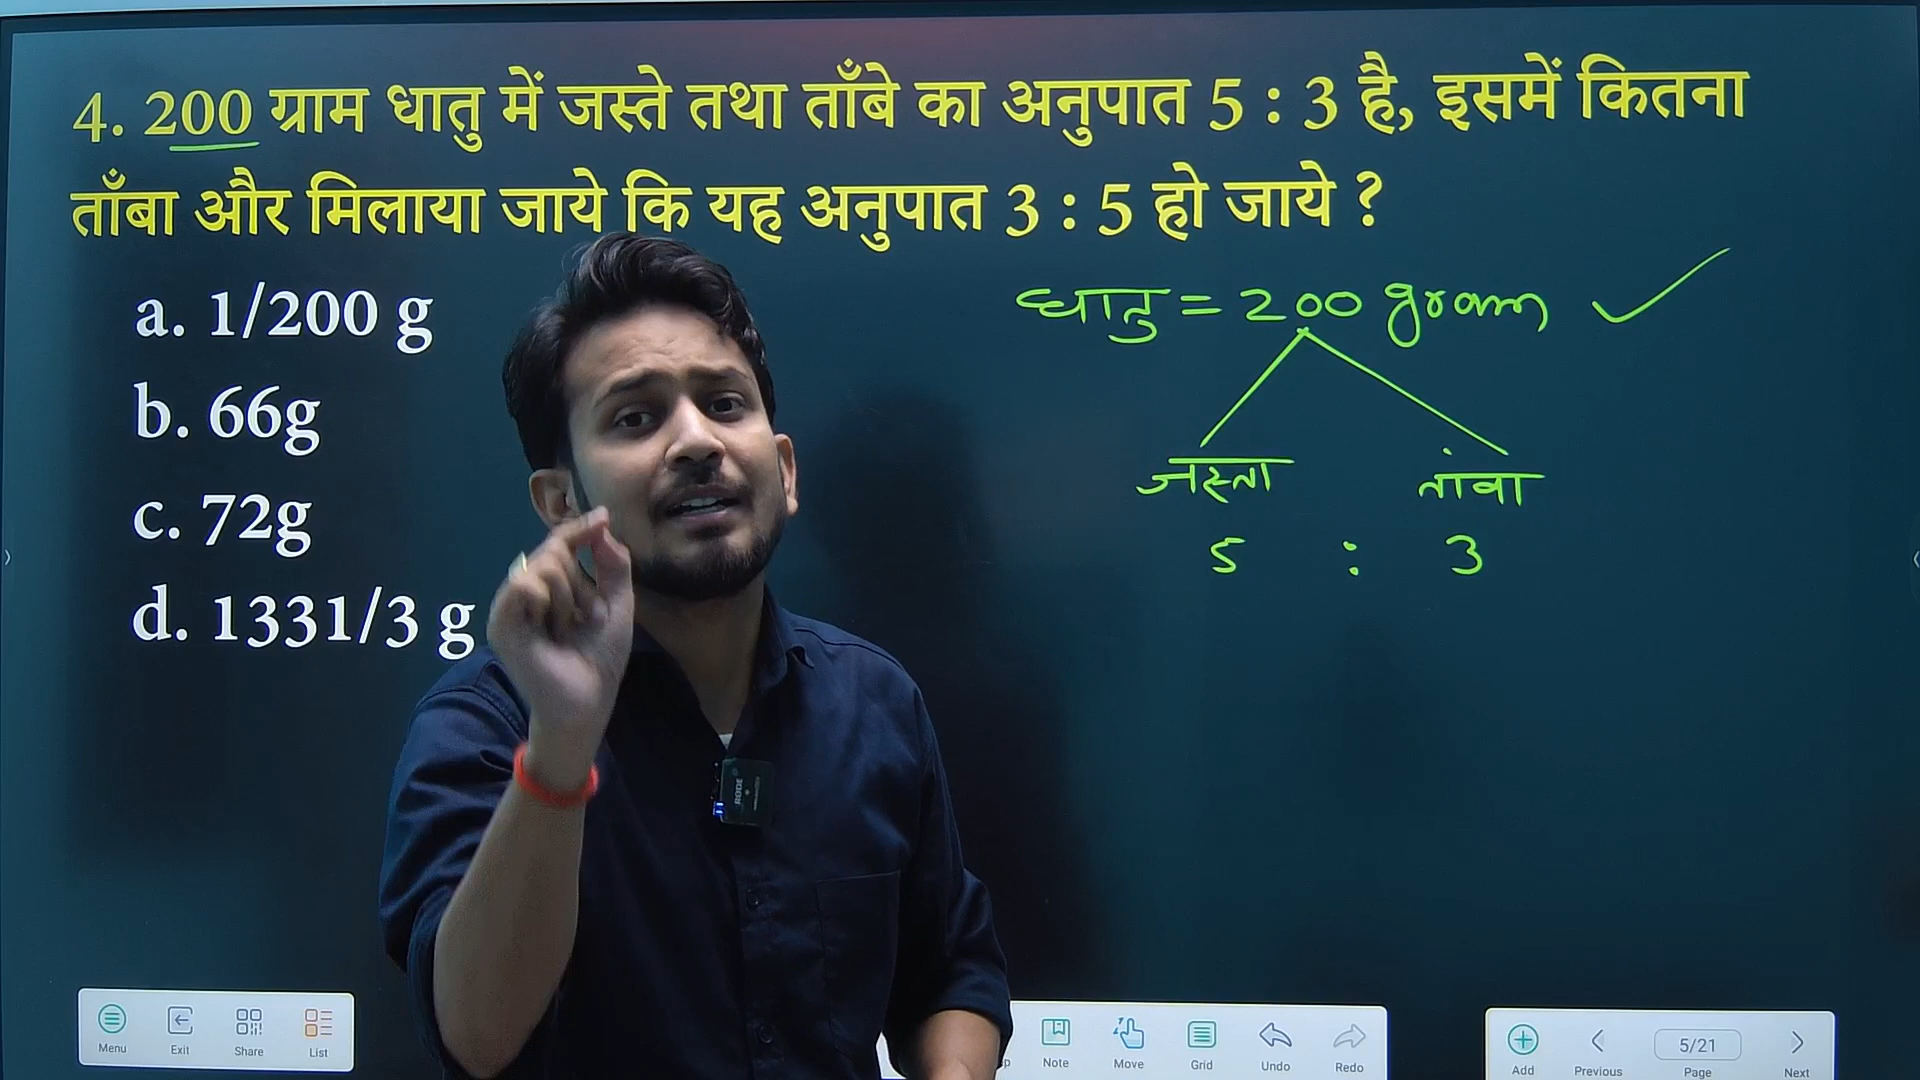 4. 200 ग्राम धातु में जस्ते तथा ताँबे का अनुपात 5 : 3 है, इसमें कितना
ताँबा और मिलाया जाये कि यह अनुपात 3 : 5 हो जाये ?
a. 1/200 g
b. 66g
c. 72g
d. 1331/3 g
धातु = 200 gram
जस्ता तांबा
5 : 3
RODE
Menu Exit Share List
Note Move Grid Undo Redo
Add Previous 5/21 Page Next